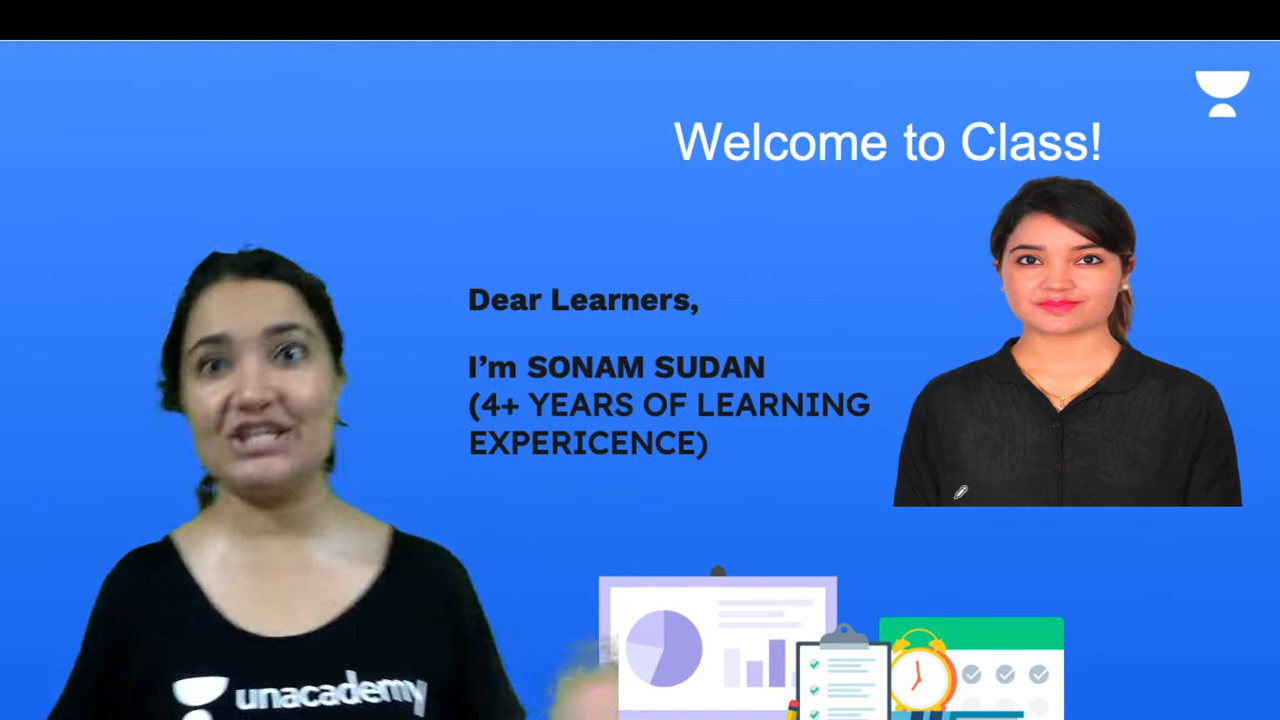 Welcome to Class!
Dear Learners,
I'm SONAM SUDAN
(4+ YEARS OF LEARNING
EXPERICENCE)
unacademy